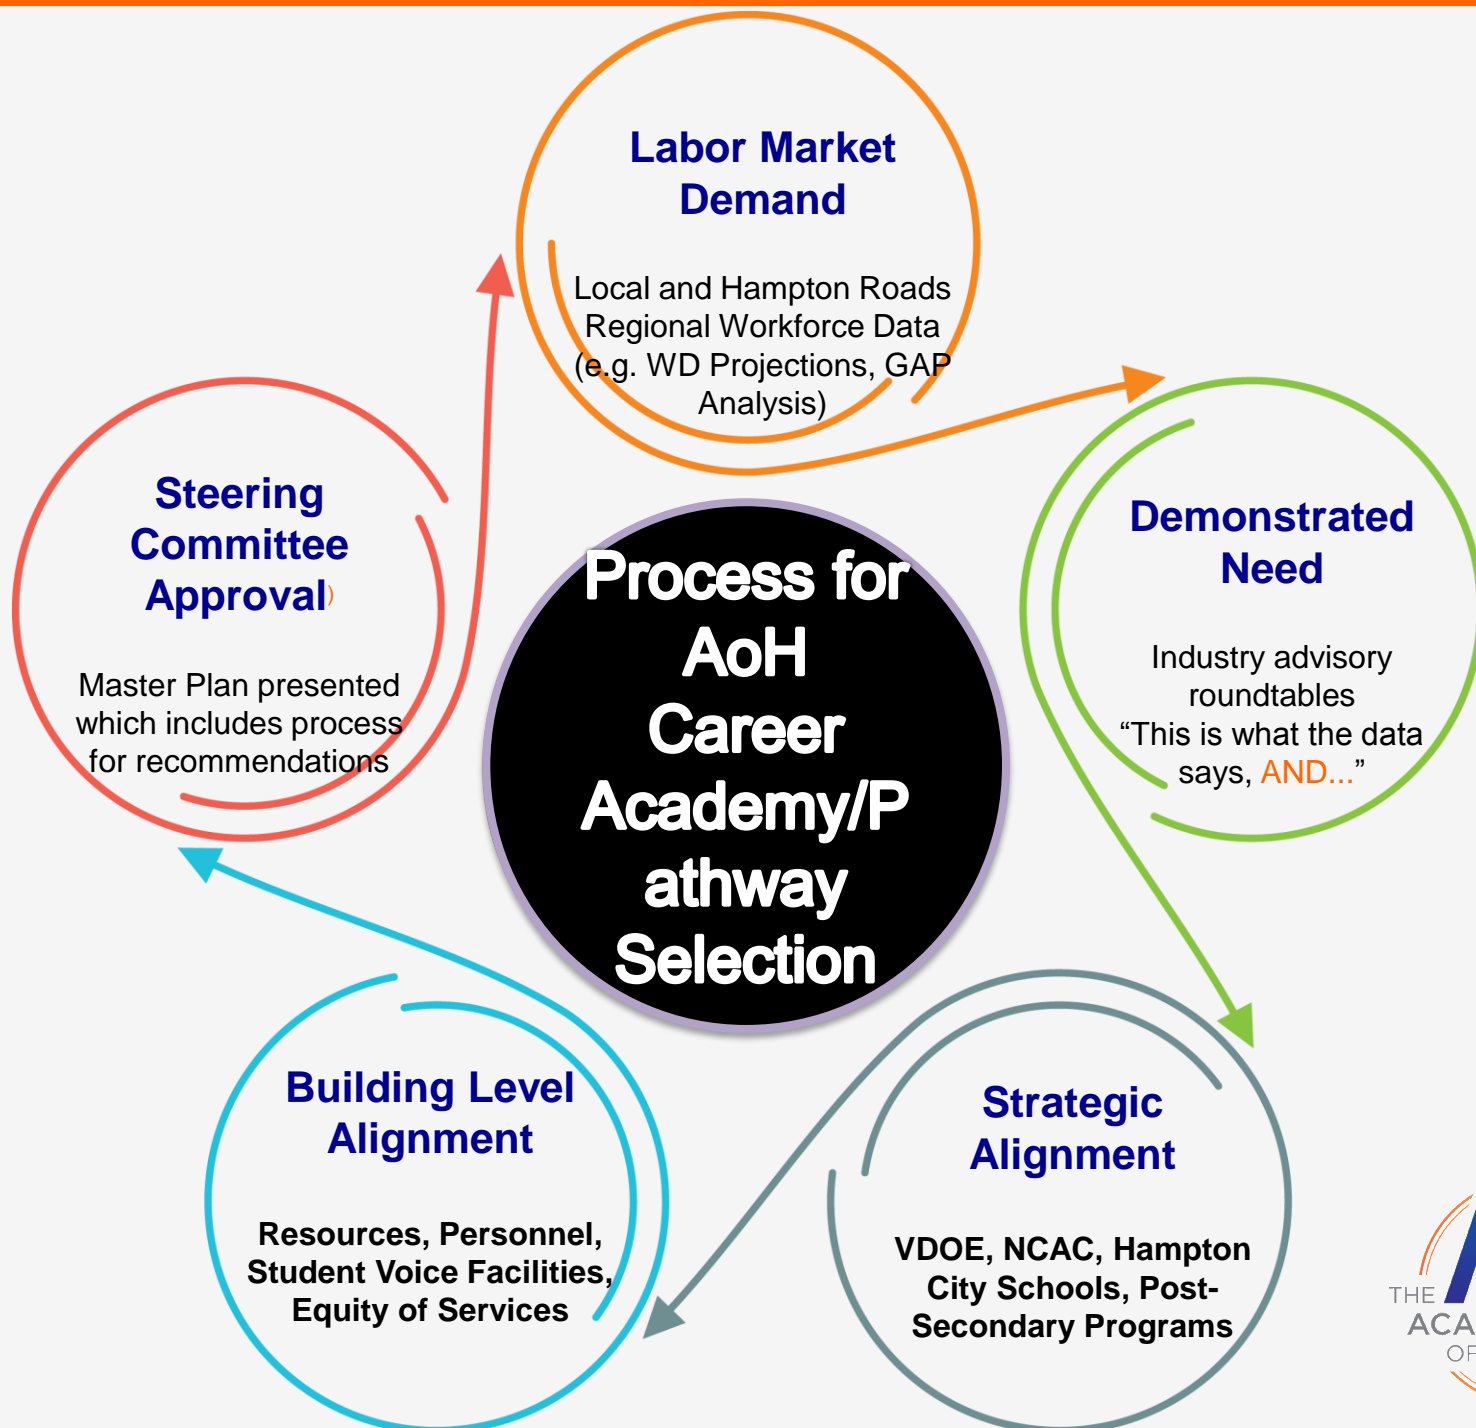 Labor Market
Demand
Local and Hampton Roads
Regional Workforce Data
(e.g. WD Projections, GAP
Analysis)
Demonstrated
Need
Industry advisory
roundtables
“This is what the data
says, AND...”
Strategic
Alignment
VDOE, NCAC, Hampton
City Schools, Post-
Secondary Programs
Building Level
Alignment
Resources, Personnel,
Student Voice Facilities,
Equity of Services
Steering
Committee
Approval)
Master Plan presented
which includes process
for recommendations
Process for
AoH
Career
Academy/P
athway
Selection
THE
ACA
OF